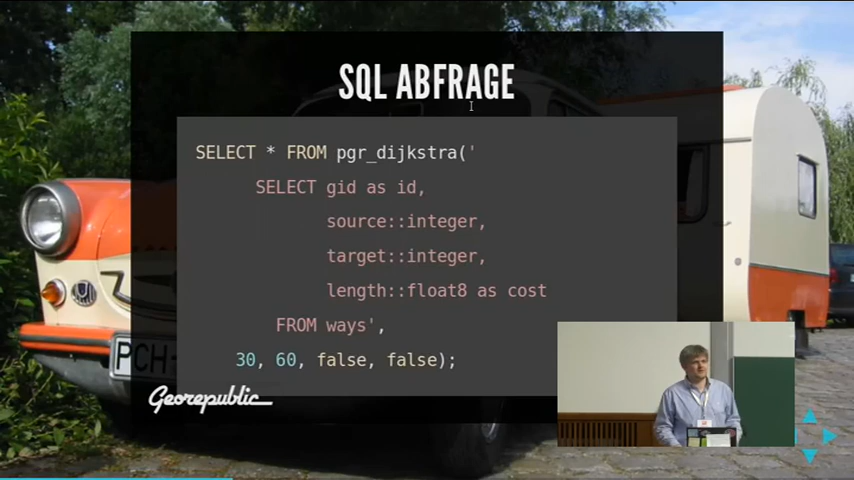 SQL ABFRAGE
SELECT * FROM pgr_dijkstra('
SELECT gid as id,
source::integer,
target::integer,
length::float8 as cost
FROM ways',
30, 60, false, false);
Georepublic
PCH-